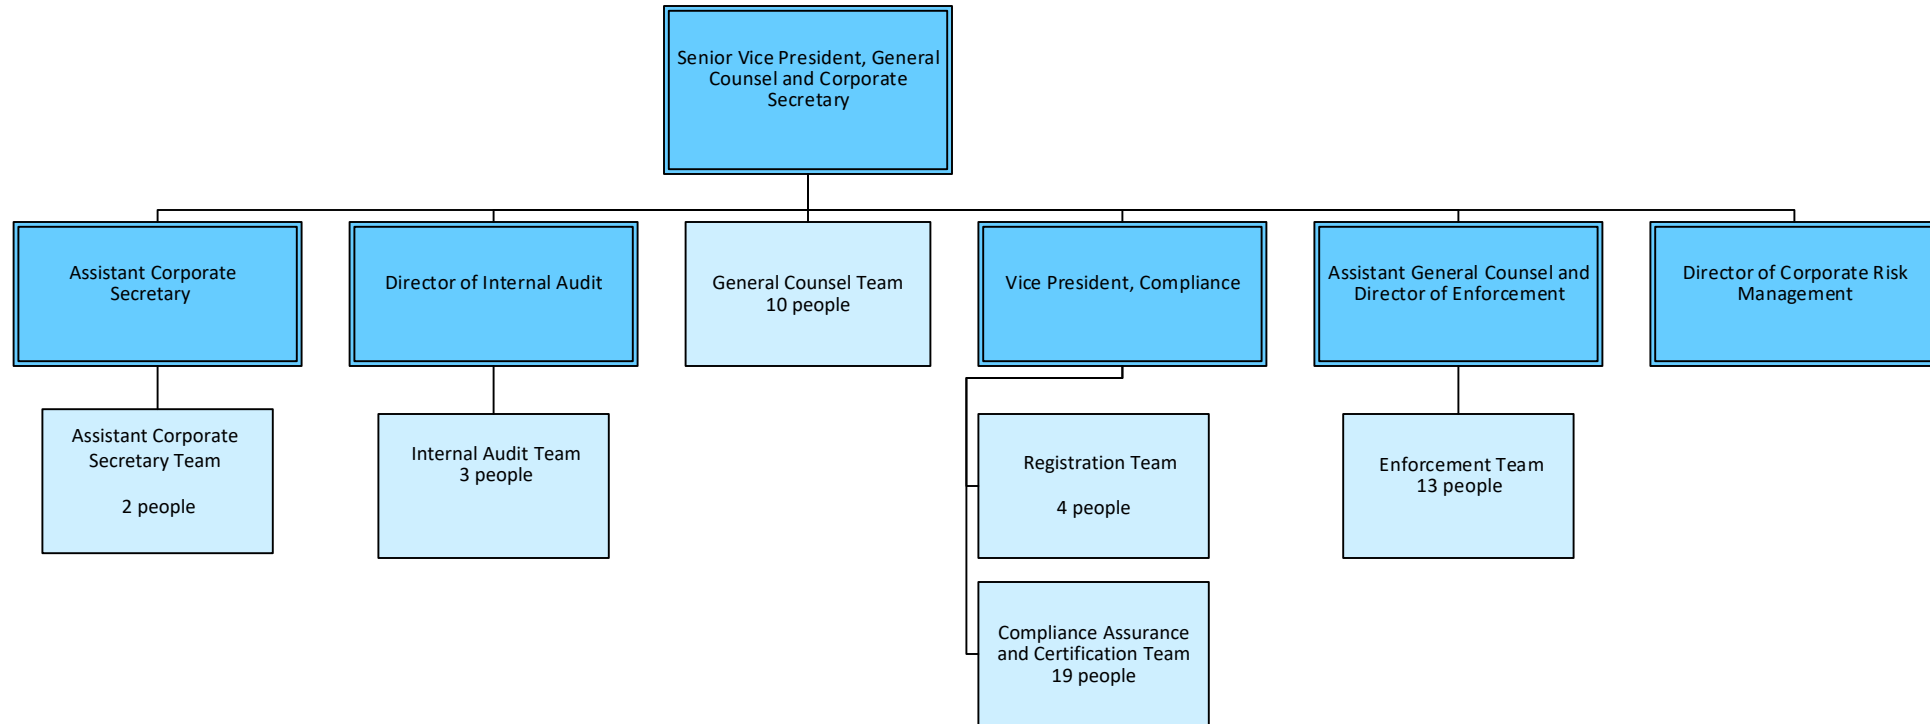 Senior Vice President, General
Counsel and Corporate
Secretary
Assistant Corporate
Secretary
Director of Internal Audit
General Counsel Team
10 people
Vice President, Compliance
Assistant General Counsel and
Director of Enforcement
Director of Corporate Risk
Management
Assistant Corporate
Secretary Team
2 people
Internal Audit Team
3 people
Registration Team
4 people
Enforcement Team
13 people
Compliance Assurance
and Certification Team
19 people